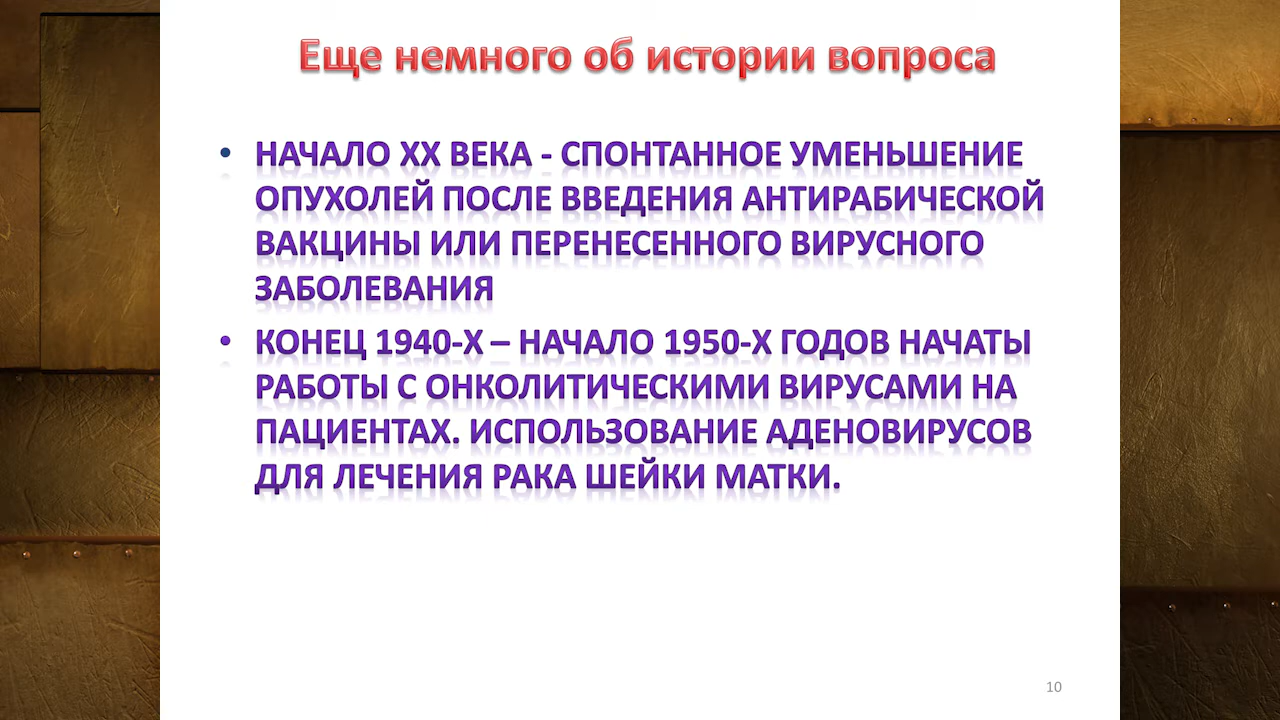 Еще немного об истории вопроса
• НАЧАЛО XX ВЕКА - СПОНТАННОЕ УМЕНЬШЕНИЕ
ОПУХОЛЕЙ ПОСЛЕ ВВЕДЕНИЯ АНТИРАБИЧЕСКОЙ
ВАКЦИНЫ ИЛИ ПЕРЕНЕСЕННОГО ВИРУСНОГО
ЗАБОЛЕВАНИЯ
• КОНЕЦ 1940-Х – НАЧАЛО 1950-Х ГОДОВ НАЧАТЫ
РАБОТЫ С ОНКОЛИТИЧЕСКИМИ ВИРУСАМИ НА
ПАЦИЕНТАХ. ИСПОЛЬЗОВАНИЕ АДЕНОВИРУСОВ
ДЛЯ ЛЕЧЕНИЯ РАКА ШЕЙКИ МАТКИ.
10